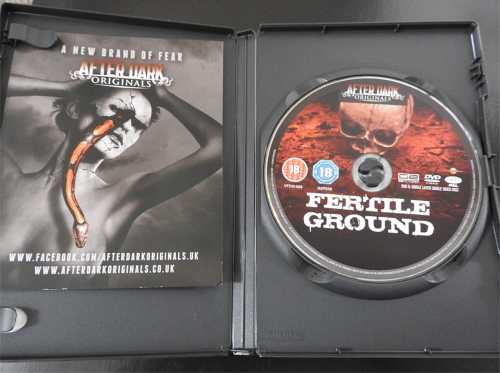 A NEW BRAND OF FEAR
AFTER DARK
ORIGINALS
WWW.FACEBOOK.COM/AFTERDARKORIGINALS.UK
WWW.AFTERDARKORIGINALS.CO.UK
AFTER DARK
ORIGINALS
18
18
DVD
FERTILE
GROUND